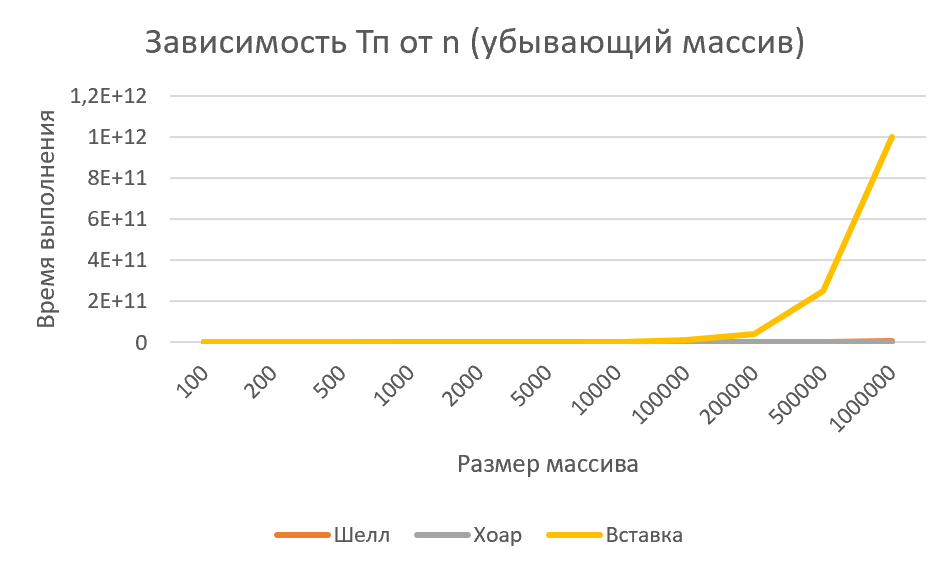 Зависимость Тп от n (убывающий массив)
Время выполнения
1,2E+12
1E+12
8E+11
6E+11
4E+11
2E+11
0
100
200
500
1000
2000
5000
10000
100000
200000
500000
1000000
Размер массива
Шелл
Хоар
Вставка